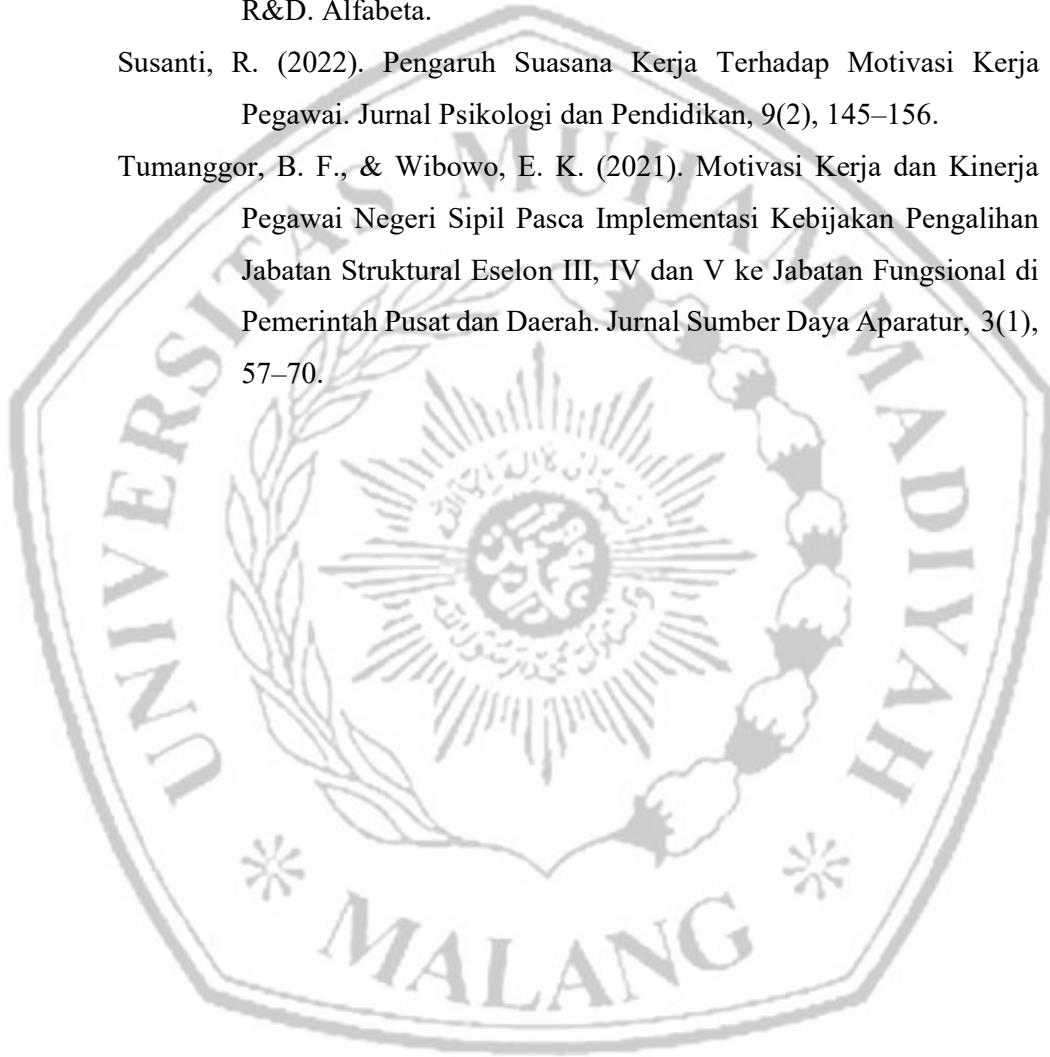 R&D. Alfabeta.
Susanti, R. (2022). Pengaruh Suasana Kerja Terhadap Motivasi Kerja
Pegawai. Jurnal Psikologi dan Pendidikan, 9(2), 145–156.
Tumanggor, B. F., & Wibowo, E. K. (2021). Motivasi Kerja dan Kinerja
Pegawai Negeri Sipil Pasca Implementasi Kebijakan Pengalihan
Jabatan Struktural Eselon III, IV dan V ke Jabatan Fungsional di
Pemerintah Pusat dan Daerah. Jurnal Sumber Daya Aparatur, 3(1),
57–70.
UNIVERSITAS MUHAMMADIYAH
MALANG